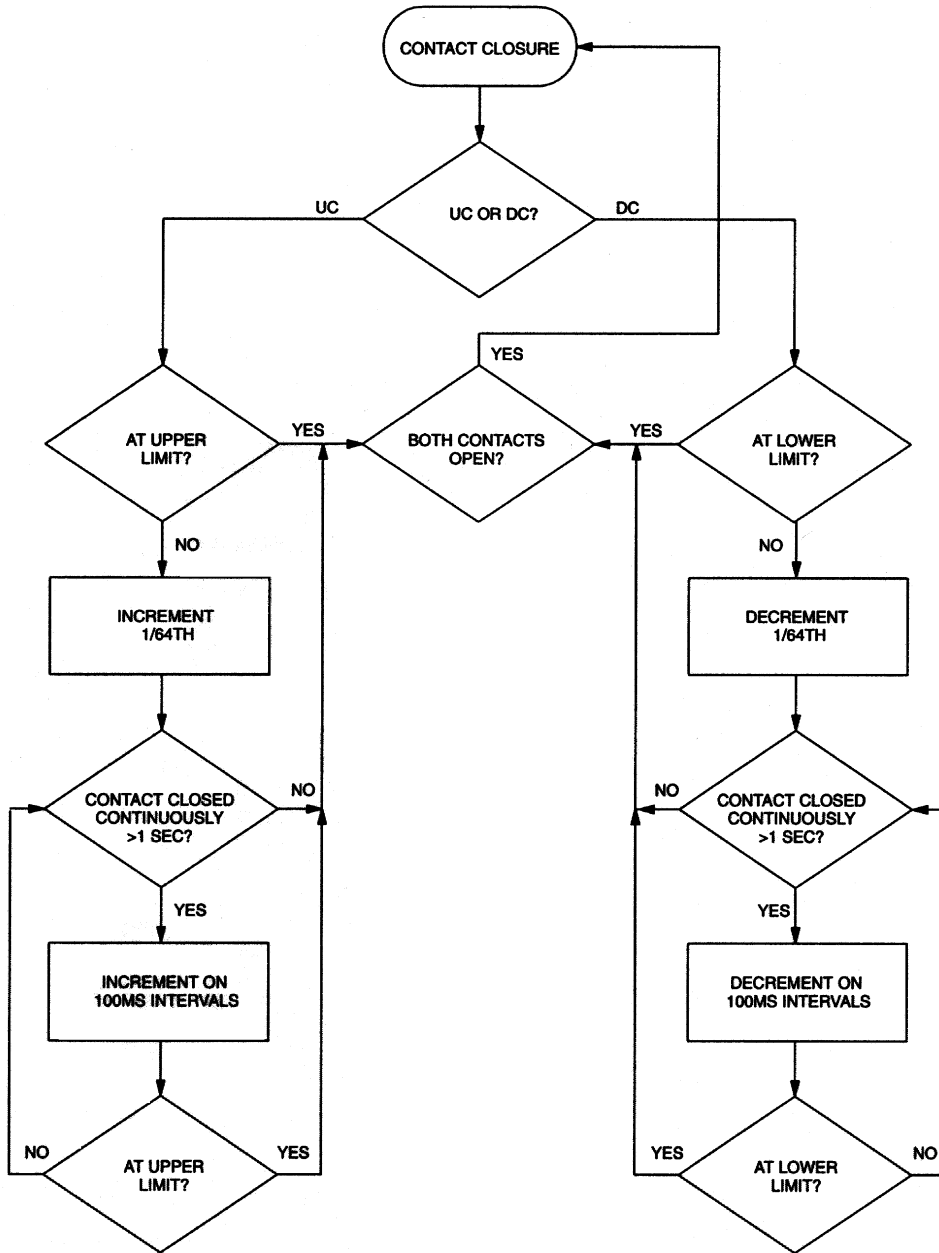 CONTACT CLOSURE
UC
UC OR DC?
DC
YES
AT UPPER
LIMIT?
YES
BOTH CONTACTS
OPEN?
YES
AT LOWER
LIMIT?
NO
NO
INCREMENT
1/64TH
DECREMENT
1/64TH
CONTACT CLOSED
CONTINUOUSLY
>1 SEC?
NO
NO
CONTACT CLOSED
CONTINUOUSLY
>1 SEC?
YES
YES
INCREMENT ON
100MS INTERVALS
DECREMENT ON
100MS INTERVALS
NO
AT UPPER
LIMIT?
YES
YES
AT LOWER
LIMIT?
NO